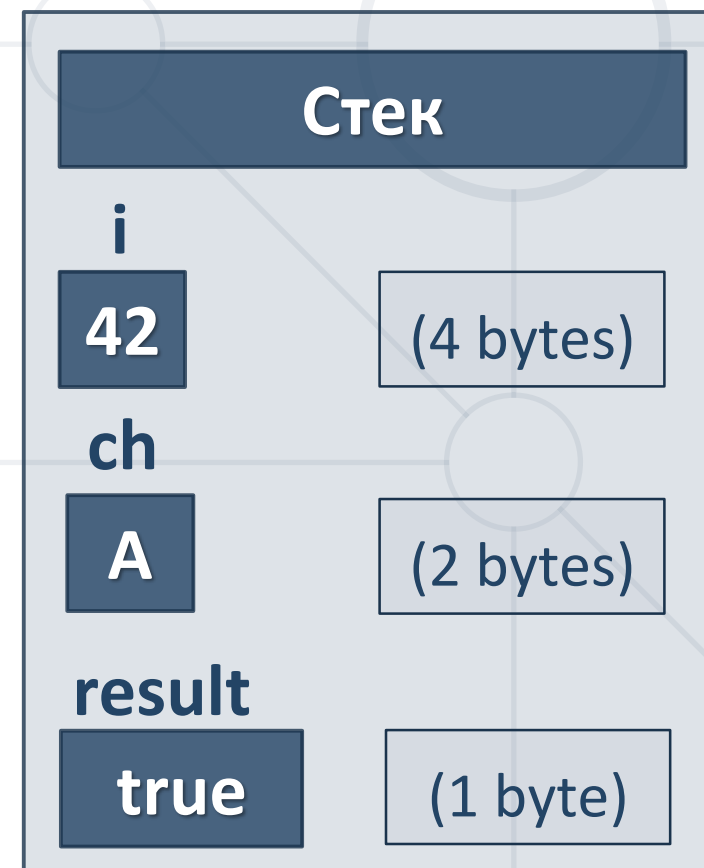 Стек
i
42
(4 bytes)
ch
A
(2 bytes)
result
true
(1 byte)